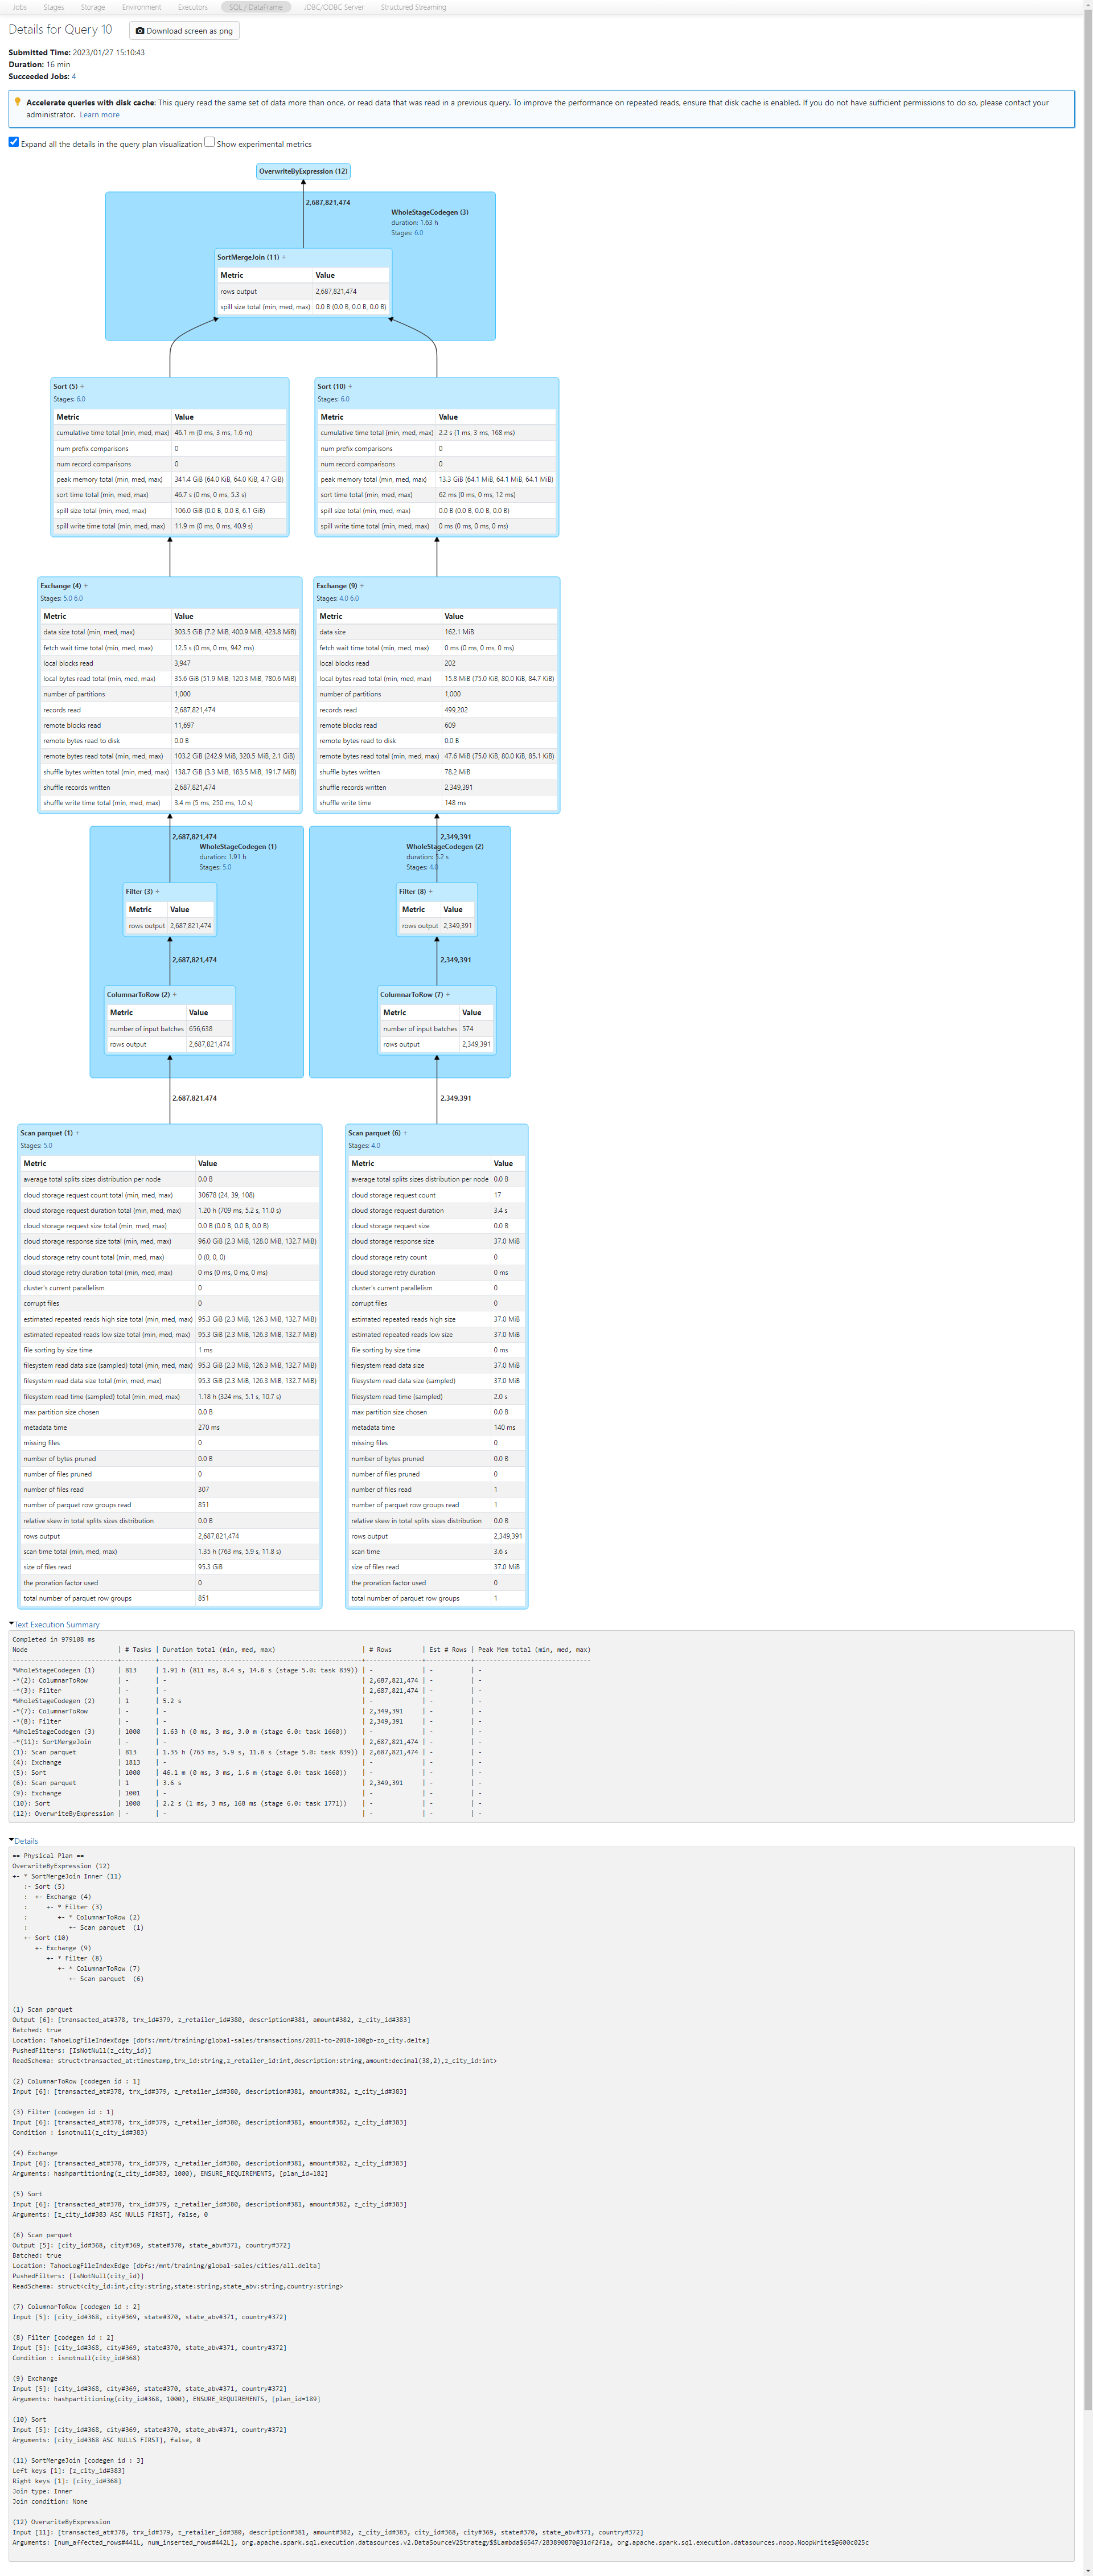 Jobs Stages Storage Environment Executors SQL / DataFrame JDBC/ODBC Server Structured Streaming
Details for Query 10 Download screen as png
Submitted Time: 2023/01/27 15:10:43
Duration: 16 min
Succeeded Jobs: 4
Accelerate queries with disk cache: This query read the same set of data more than once, or read data that was read in a previous query. To improve the performance on repeated reads, ensure that disk cache is enabled. If you do not have sufficient permissions to do so, please contact your
administrator. Learn more
Expand all the details in the query plan visualization Show experimental metrics
OverwriteByExpression (12)
2,687,821,474
WholeStageCodegen (3)
duration: 1.63 h
Stages: 6.0
SortMergeJoin (11) +
Metric Value
rows output 2,687,821,474
spill size total (min, med, max) 0.0 B (0.0 B, 0.0 B, 0.0 B)
Sort (5) +
Stages: 6.0
Metric Value
cumulative time total (min, med, max) 46.1 m (0 ms, 3 ms, 1.6 m)
num prefix comparisons 0
num record comparisons 0
peak memory total (min, med, max) 341.4 GiB (64.0 KiB, 64.0 KiB, 4.7 GiB)
sort time total (min, med, max) 46.7 s (0 ms, 0 ms, 5.3 s)
spill size total (min, med, max) 106.0 GiB (0.0 B, 0.0 B, 6.1 GiB)
spill write time total (min, med, max) 11.9 m (0 ms, 0 ms, 40.9 s)
Sort (10) +
Stages: 6.0
Metric Value
cumulative time total (min, med, max) 2.2 s (1 ms, 3 ms, 168 ms)
num prefix comparisons 0
num record comparisons 0
peak memory total (min, med, max) 13.3 GiB (64.1 MiB, 64.1 MiB, 64.1 MiB)
sort time total (min, med, max) 62 ms (0 ms, 0 ms, 12 ms)
spill size total (min, med, max) 0.0 B (0.0 B, 0.0 B, 0.0 B)
spill write time total (min, med, max) 0 ms (0 ms, 0 ms, 0 ms)
Exchange (4) +
Stages: 5.0 6.0
Metric Value
data size total (min, med, max) 303.5 GiB (7.2 MiB, 400.9 MiB, 423.8 MiB)
fetch wait time total (min, med, max) 12.5 s (0 ms, 0 ms, 942 ms)
local blocks read 3,947
local bytes read total (min, med, max) 35.6 GiB (51.9 MiB, 120.3 MiB, 780.6 MiB)
number of partitions 1,000
records read 2,687,821,474
remote blocks read 11,697
remote bytes read to disk 0.0 B
remote bytes read total (min, med, max) 103.2 GiB (242.9 MiB, 320.5 MiB, 2.1 GiB)
shuffle bytes written total (min, med, max) 138.7 GiB (3.3 MiB, 183.5 MiB, 191.7 MiB)
shuffle records written 2,687,821,474
shuffle write time total (min, med, max) 3.4 m (5 ms, 250 ms, 1.0 s)
Exchange (9) +
Stages: 4.0 6.0
Metric Value
data size 162.1 MiB
fetch wait time total (min, med, max) 0 ms (0 ms, 0 ms, 0 ms)
local blocks read 202
local bytes read total (min, med, max) 15.8 MiB (75.0 KiB, 80.0 KiB, 84.7 KiB)
number of partitions 1,000
records read 499,202
remote blocks read 609
remote bytes read to disk 0.0 B
remote bytes read total (min, med, max) 47.6 MiB (75.0 KiB, 80.0 KiB, 85.1 KiB)
shuffle bytes written 78.2 MiB
shuffle records written 2,349,391
shuffle write time 148 ms
2,687,821,474
WholeStageCodegen (1)
duration: 1.91 h
Stages: 5.0
Filter (3) +
Metric Value
rows output 2,687,821,474
2,687,821,474
ColumnarToRow (2) +
Metric Value
number of input batches 656,638
rows output 2,687,821,474
2,687,821,474
2,349,391
WholeStageCodegen (2)
duration: 5.2 s
Stages: 4.0
Filter (8) +
Metric Value
rows output 2,349,391
2,349,391
ColumnarToRow (7) +
Metric Value
number of input batches 574
rows output 2,349,391
2,349,391
Scan parquet (1) +
Stages: 5.0
Metric Value
average total splits sizes distribution per node 0.0 B
cloud storage request count total (min, med, max) 30678 (24, 39, 108)
cloud storage request duration total (min, med, max) 1.20 h (709 ms, 5.2 s, 11.0 s)
cloud storage request size total (min, med, max) 0.0 B (0.0 B, 0.0 B, 0.0 B)
cloud storage response size total (min, med, max) 96.0 GiB (2.3 MiB, 128.0 MiB, 132.7 MiB)
cloud storage retry count total (min, med, max) 0 (0, 0, 0)
cloud storage retry duration total (min, med, max) 0 ms (0 ms, 0 ms, 0 ms)
cluster's current parallelism 0
corrupt files 0
estimated repeated reads high size total (min, med, max) 95.3 GiB (2.3 MiB, 126.3 MiB, 132.7 MiB)
estimated repeated reads low size total (min, med, max) 95.3 GiB (2.3 MiB, 126.3 MiB, 132.7 MiB)
file sorting by size time 1 ms
filesystem read data size (sampled) total (min, med, max) 95.3 GiB (2.3 MiB, 126.3 MiB, 132.7 MiB)
filesystem read data size total (min, med, max) 95.3 GiB (2.3 MiB, 126.3 MiB, 132.7 MiB)
filesystem read time (sampled) total (min, med, max) 1.18 h (324 ms, 5.1 s, 10.7 s)
max partition size chosen 0.0 B
metadata time 270 ms
missing files 0
number of bytes pruned 0.0 B
number of files pruned 0
number of files read 307
number of parquet row groups read 851
relative skew in total splits sizes distribution 0.0 B
rows output 2,687,821,474
scan time total (min, med, max) 1.35 h (763 ms, 5.9 s, 11.8 s)
size of files read 95.3 GiB
the proration factor used 0
total number of parquet row groups 851
Scan parquet (6) +
Stages: 4.0
Metric Value
average total splits sizes distribution per node 0.0 B
cloud storage request count 17
cloud storage request duration 3.4 s
cloud storage request size 0.0 B
cloud storage response size 37.0 MiB
cloud storage retry count 0
cloud storage retry duration 0 ms
cluster's current parallelism 0
corrupt files 0
estimated repeated reads high size 37.0 MiB
estimated repeated reads low size 37.0 MiB
file sorting by size time 0 ms
filesystem read data size 37.0 MiB
filesystem read data size (sampled) 37.0 MiB
filesystem read time (sampled) 2.0 s
max partition size chosen 0.0 B
metadata time 140 ms
missing files 0
number of bytes pruned 0.0 B
number of files pruned 0
number of files read 1
number of parquet row groups read 1
relative skew in total splits sizes distribution 0.0 B
rows output 2,349,391
scan time 3.6 s
size of files read 37.0 MiB
the proration factor used 0
total number of parquet row groups 1
Text Execution Summary
Completed in 979108 ms
Node | # Tasks | Duration total (min, med, max) | # Rows | Est # Rows | Peak Mem total (min, med, max)
*WholeStageCodegen (1) | 813 | 1.91 h (811 ms, 8.4 s, 14.8 s (stage 5.0: task 839)) | - | - | -
-*(2): ColumnarToRow | - | - | 2,687,821,474 | - | -
-*(3): Filter | - | - | 2,687,821,474 | - | -
*WholeStageCodegen (2) | 1 | 5.2 s | - | - | -
-*(7): ColumnarToRow | - | - | 2,349,391 | - | -
-*(8): Filter | - | - | 2,349,391 | - | -
*WholeStageCodegen (3) | 1000 | 1.63 h (0 ms, 3 ms, 3.0 m (stage 6.0: task 1660)) | - | - | -
-*(11): SortMergeJoin | - | - | 2,687,821,474 | - | -
(1): Scan parquet | 813 | 1.35 h (763 ms, 5.9 s, 11.8 s (stage 5.0: task 839)) | 2,687,821,474 | - | -
(4): Exchange | 1813 | - | - | - | -
(5): Sort | 1000 | 46.1 m (0 ms, 3 ms, 1.6 m (stage 6.0: task 1660)) | - | - | -
(6): Scan parquet | 1 | 3.6 s | 2,349,391 | - | -
(9): Exchange | 1001 | - | - | - | -
(10): Sort | 1000 | 2.2 s (1 ms, 3 ms, 168 ms (stage 6.0: task 1771)) | - | - | -
(12): OverwriteByExpression | - | - | - | - | -
Details
== Physical Plan ==
OverwriteByExpression (12)
+- * SortMergeJoin Inner (11)
:- Sort (5)
: +- Exchange (4)
: +- * Filter (3)
: +- * ColumnarToRow (2)
: +- Scan parquet (1)
+- Sort (10)
+- Exchange (9)
+- * Filter (8)
+- * ColumnarToRow (7)
+- Scan parquet (6)
(1) Scan parquet
Output [6]: [transacted_at#378, trx_id#379, z_retailer_id#380, description#381, amount#382, z_city_id#383]
Batched: true
Location: TahoeLogFileIndexEdge [dbfs:/mnt/training/global-sales/transactions/2011-to-2018-100gb-zo_city.delta]
PushedFilters: [IsNotNull(z_city_id)]
ReadSchema: struct<transacted_at:timestamp,trx_id:string,z_retailer_id:int,description:string,amount:decimal(38,2),z_city_id:int>
(2) ColumnarToRow [codegen id : 1]
Input [6]: [transacted_at#378, trx_id#379, z_retailer_id#380, description#381, amount#382, z_city_id#383]
(3) Filter [codegen id : 1]
Input [6]: [transacted_at#378, trx_id#379, z_retailer_id#380, description#381, amount#382, z_city_id#383]
Condition : isnotnull(z_city_id#383)
(4) Exchange
Input [6]: [transacted_at#378, trx_id#379, z_retailer_id#380, description#381, amount#382, z_city_id#383]
Arguments: hashpartitioning(z_city_id#383, 1000), ENSURE_REQUIREMENTS, [plan_id=182]
(5) Sort
Input [6]: [transacted_at#378, trx_id#379, z_retailer_id#380, description#381, amount#382, z_city_id#383]
Arguments: [z_city_id#383 ASC NULLS FIRST], false, 0
(6) Scan parquet
Output [5]: [city_id#368, city#369, state#370, state_abv#371, country#372]
Batched: true
Location: TahoeLogFileIndexEdge [dbfs:/mnt/training/global-sales/cities/all.delta]
PushedFilters: [IsNotNull(city_id)]
ReadSchema: struct<city_id:int,city:string,state:string,state_abv:string,country:string>
(7) ColumnarToRow [codegen id : 2]
Input [5]: [city_id#368, city#369, state#370, state_abv#371, country#372]
(8) Filter [codegen id : 2]
Input [5]: [city_id#368, city#369, state#370, state_abv#371, country#372]
Condition : isnotnull(city_id#368)
(9) Exchange
Input [5]: [city_id#368, city#369, state#370, state_abv#371, country#372]
Arguments: hashpartitioning(city_id#368, 1000), ENSURE_REQUIREMENTS, [plan_id=189]
(10) Sort
Input [5]: [city_id#368, city#369, state#370, state_abv#371, country#372]
Arguments: [city_id#368 ASC NULLS FIRST], false, 0
(11) SortMergeJoin [codegen id : 3]
Left keys [1]: [z_city_id#383]
Right keys [1]: [city_id#368]
Join type: Inner
Join condition: None
(12) OverwriteByExpression
Input [11]: [transacted_at#378, trx_id#379, z_retailer_id#380, description#381, amount#382, z_city_id#383, city_id#368, city#369, state#370, state_abv#371, country#372]
Arguments: [num_affected_rows#441L, num_inserted_rows#442L], org.apache.spark.sql.execution.datasources.v2.DataSourceV2Strategy$$Lambda$6547/283890870@31df2f1a, org.apache.spark.sql.execution.datasources.noop.NoopWrite$@600c025c